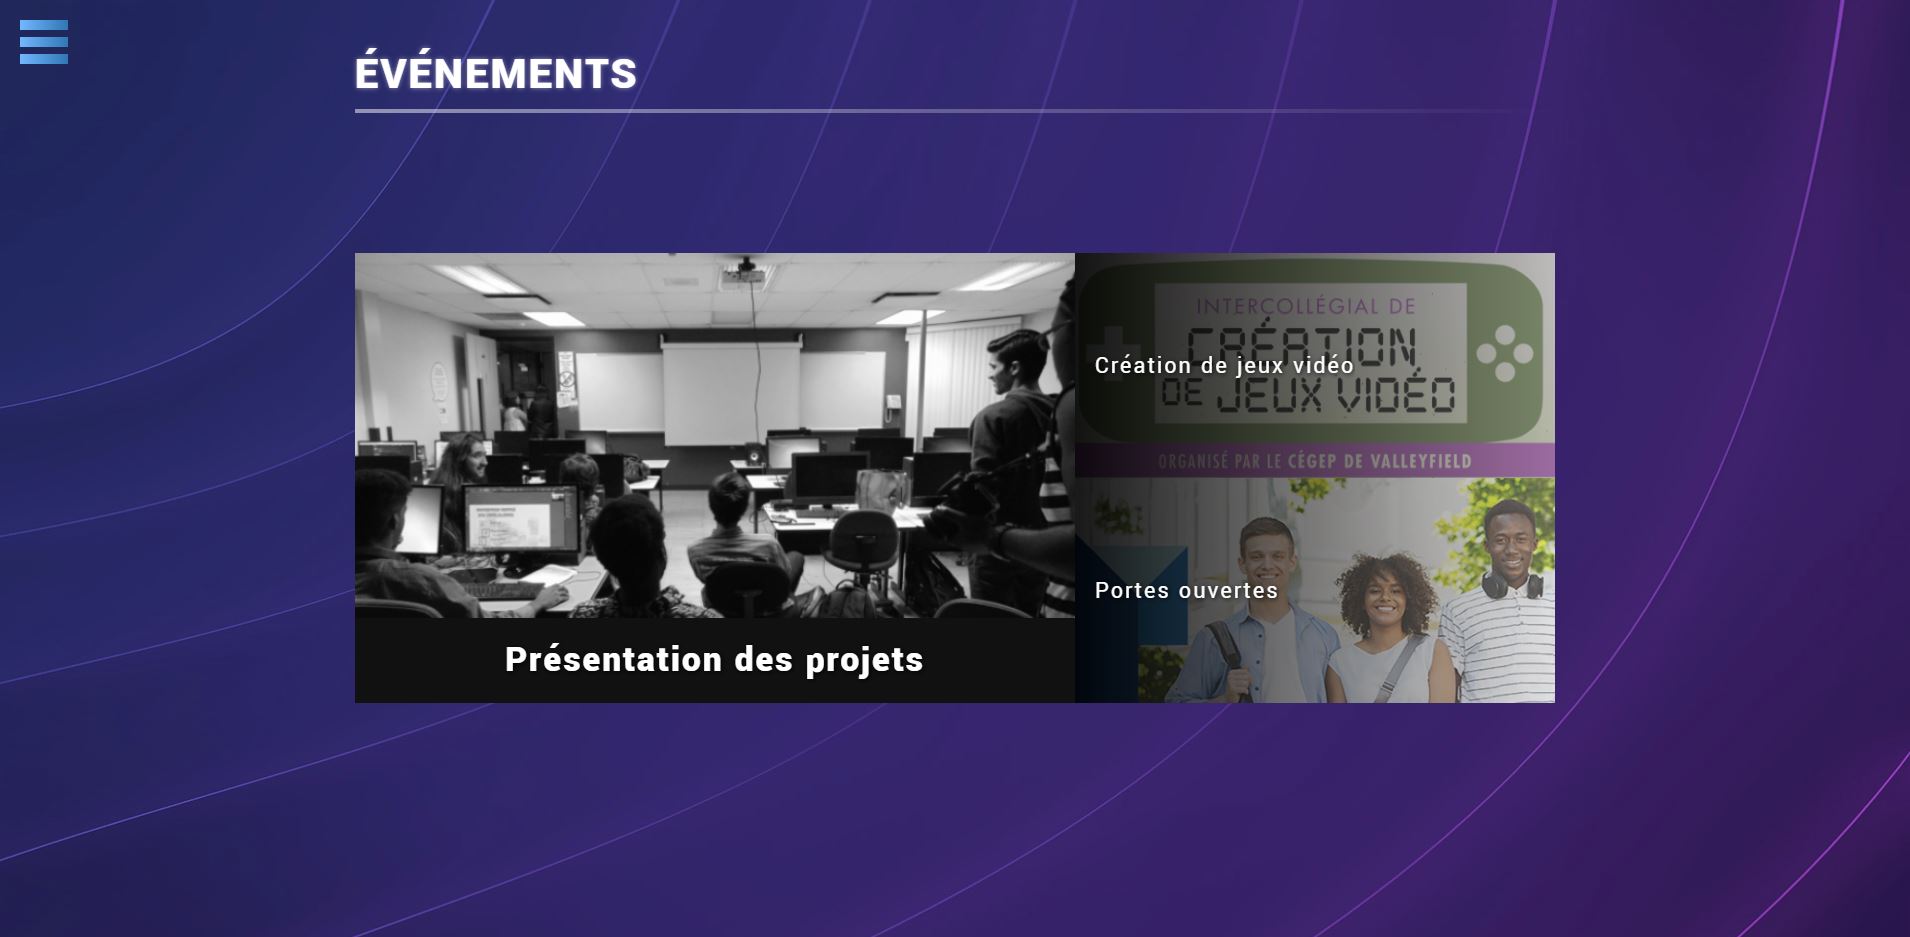 ÉVÉNEMENTS
Présentation des projets
INTERCOLLÉGIAL DE
CRÉATION
DE JEUX VIDÉO
Création de jeux vidéo
ORGANISÉ PAR LE CÉGEP DE VALLEYFIELD
Portes ouvertes